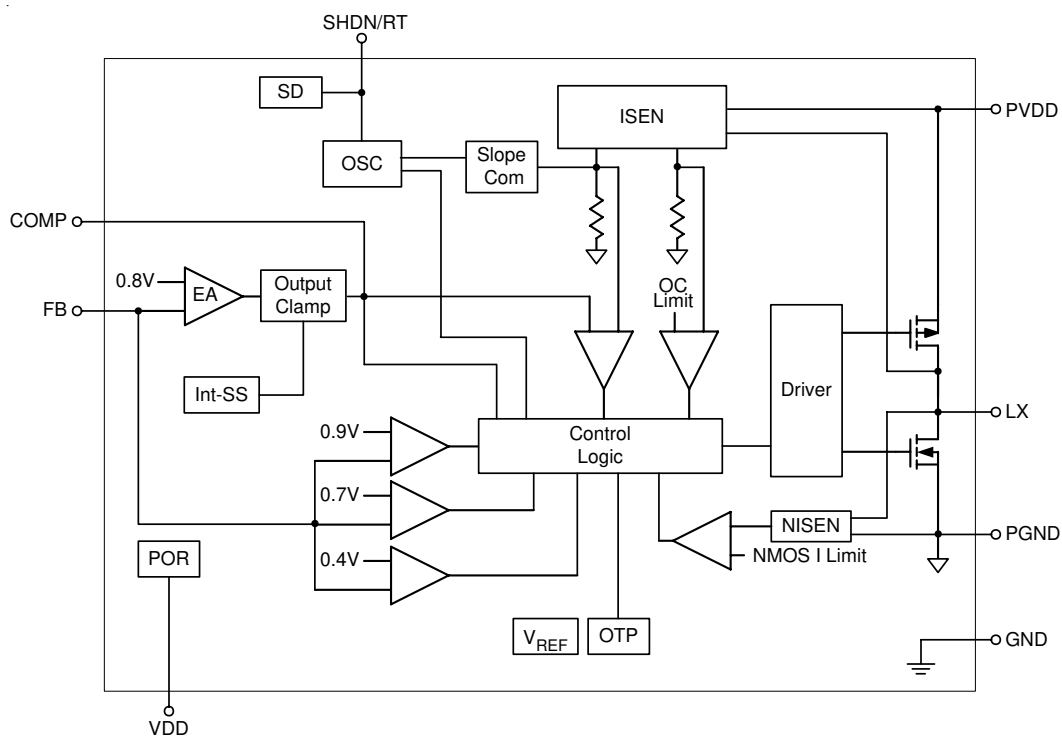 SHDN/RT
SD
ISEN
PVDD
OSC
Slope
Com
COMP
0.8V
EA
Output
Clamp
OC
Limit
FB
Int-SS
Driver
LX
0.9V
Control
Logic
0.7V
NISEN
PGND
POR
0.4V
NMOS I Limit
VREF
OTP
GND
VDD